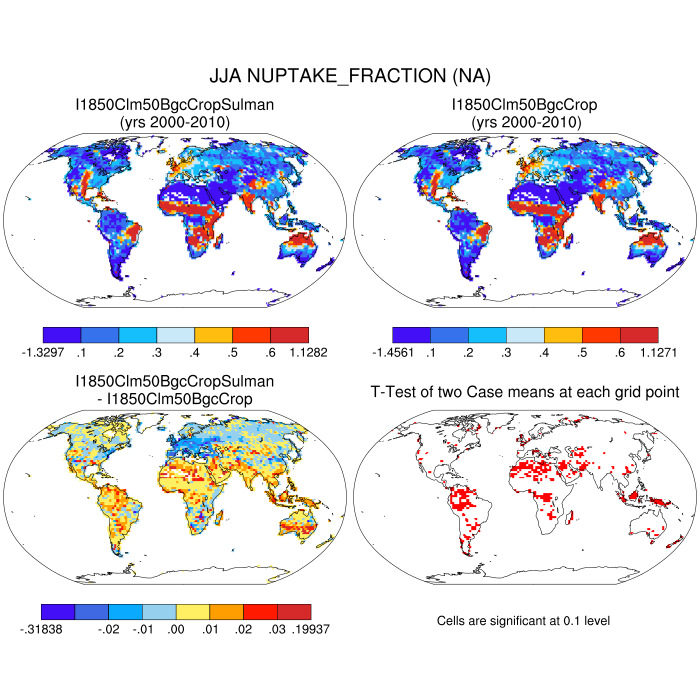 JJA NUPTAKE_FRACTION (NA)
I1850Clm50BgcCropSulman
(yrs 2000-2010)
I1850Clm50BgcCrop
(yrs 2000-2010)
-1.3297 .1 .2 .3 .4 .5 .6 1.1282
-1.4561 .1 .2 .3 .4 .5 .6 1.1271
I1850Clm50BgcCropSulman
- I1850Clm50BgcCrop
T-Test of two Case means at each grid point
-.31838 -.02 -.01 .00 .01 .02 .03 .19937
Cells are significant at 0.1 level